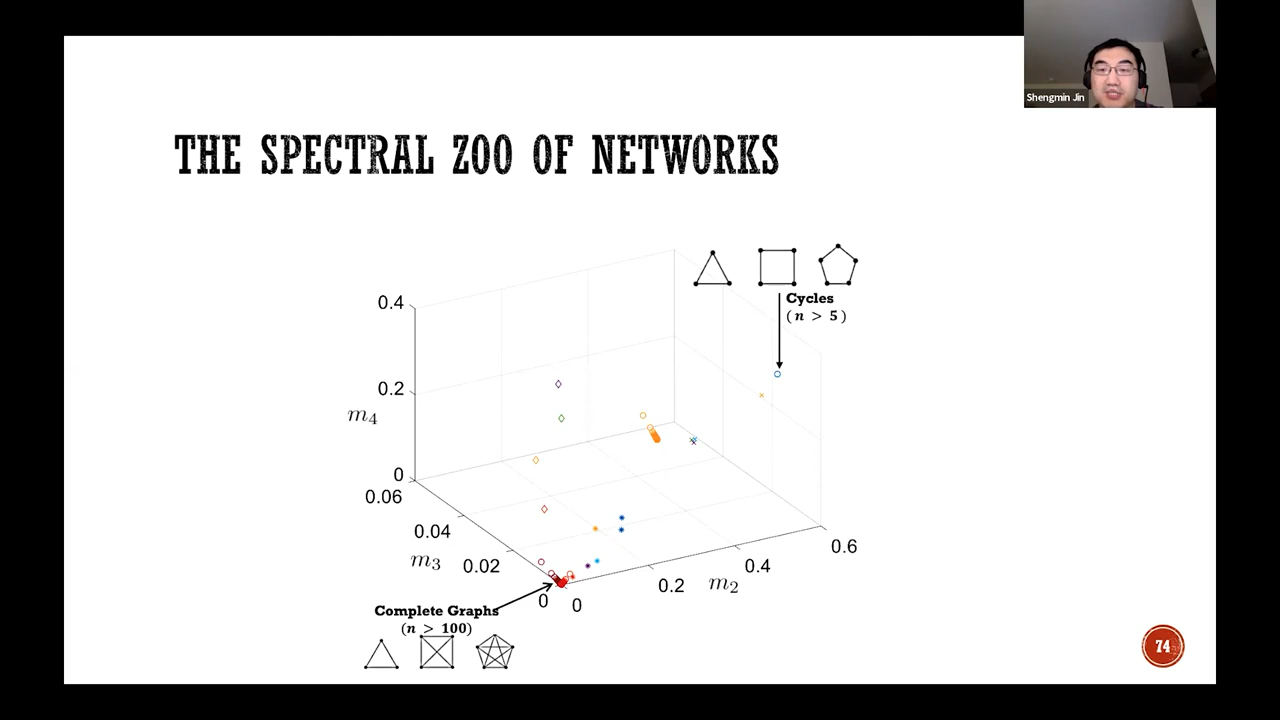 Shengmin Jin
THE SPECTRAL ZOO OF NETWORKS
Cycles
(n > 5)
0.4
0.2
m4
0
0.06
0.04
m3
0.02
0
0
0.2
m2
0.4
0.6
Complete Graphs
(n > 100)
74